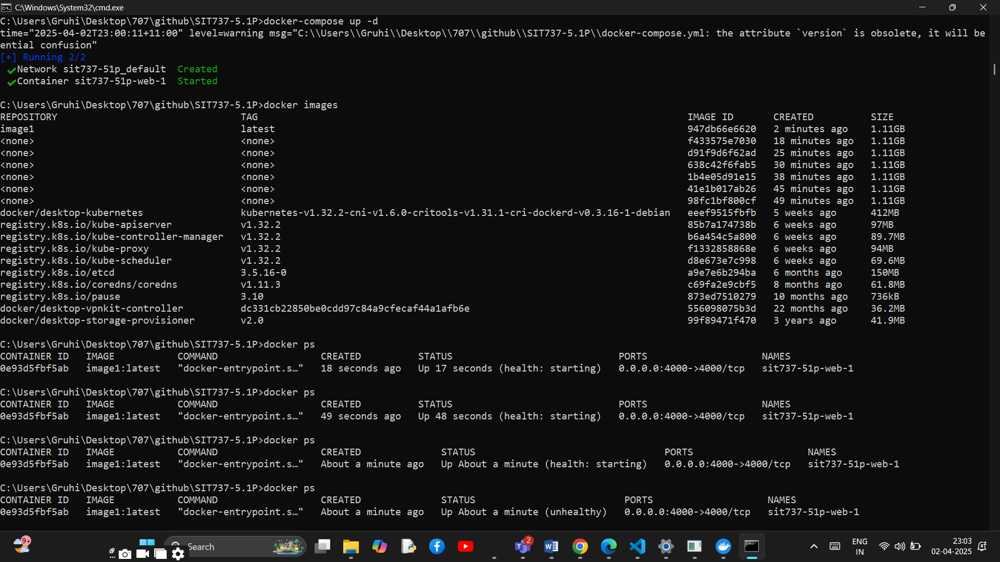 C:\Windows\System32\cmd.exe
C:\Users\Gruhi\Desktop\707\github\SIT737-5.1P>docker-compose up -d
time="2025-04-02T23:00:11+11:00" level=warning msg="C:\\Users\\Gruhi\\Desktop\\707\\github\\SIT737-5.1P\\docker-compose.yml: the attribute `version` is obsolete, it will be
ential confusion"
[+] Running 2/2
✔Network sit737-51p_default  Created
✔Container sit737-51p-web-1  Started
C:\Users\Gruhi\Desktop\707\github\SIT737-5.1P>docker images
REPOSITORY TAG IMAGE ID CREATED SIZE
image1 latest 947db66e6620 2 minutes ago 1.11GB
<none> <none> f433575e7030 18 minutes ago 1.11GB
<none> <none> d91f9d6f62ad 25 minutes ago 1.11GB
<none> <none> 638c42f6fab5 30 minutes ago 1.11GB
<none> <none> 1b4e05d91e15 38 minutes ago 1.11GB
<none> <none> 41e1b017ab26 45 minutes ago 1.11GB
<none> <none> 98fc1bf800cf 49 minutes ago 1.11GB
docker/desktop-kubernetes kubernetes-v1.32.2-cni-v1.6.0-critools-v1.31.1-cri-dockerd-v0.3.16-1-debian eeef9515fbfb 5 weeks ago 412MB
registry.k8s.io/kube-apiserver v1.32.2 85b7a174738b 6 weeks ago 97MB
registry.k8s.io/kube-controller-manager v1.32.2 b6a454c5a800 6 weeks ago 89.7MB
registry.k8s.io/kube-proxy v1.32.2 f1332858868e 6 weeks ago 94MB
registry.k8s.io/kube-scheduler v1.32.2 d8e673e7c998 6 weeks ago 69.6MB
registry.k8s.io/etcd 3.5.16-0 a9e7e6b294ba 6 months ago 150MB
registry.k8s.io/coredns/coredns v1.11.3 c69fa2e9cbf5 8 months ago 61.8MB
registry.k8s.io/pause 3.10 873ed7510279 10 months ago 736kB
docker/desktop-vpnkit-controller dc331cb22850be0cdd97c84a9cfecaf44a1afb6e 556098075b3d 22 months ago 36.2MB
docker/desktop-storage-provisioner v2.0 99f89471f470 3 years ago 41.9MB
C:\Users\Gruhi\Desktop\707\github\SIT737-5.1P>docker ps
CONTAINER ID IMAGE COMMAND CREATED STATUS PORTS NAMES
0e93d5fbf5ab image1:latest "docker-entrypoint.s…" 18 seconds ago Up 17 seconds (health: starting) 0.0.0.0:4000->4000/tcp sit737-51p-web-1
C:\Users\Gruhi\Desktop\707\github\SIT737-5.1P>docker ps
CONTAINER ID IMAGE COMMAND CREATED STATUS PORTS NAMES
0e93d5fbf5ab image1:latest "docker-entrypoint.s…" 49 seconds ago Up 48 seconds (health: starting) 0.0.0.0:4000->4000/tcp sit737-51p-web-1
C:\Users\Gruhi\Desktop\707\github\SIT737-5.1P>docker ps
CONTAINER ID IMAGE COMMAND CREATED STATUS PORTS NAMES
0e93d5fbf5ab image1:latest "docker-entrypoint.s…" About a minute ago Up About a minute (health: starting) 0.0.0.0:4000->4000/tcp sit737-51p-web-1
C:\Users\Gruhi\Desktop\707\github\SIT737-5.1P>docker ps
CONTAINER ID IMAGE COMMAND CREATED STATUS PORTS NAMES
0e93d5fbf5ab image1:latest "docker-entrypoint.s…" About a minute ago Up About a minute (unhealthy) 0.0.0.0:4000->4000/tcp sit737-51p-web-1
9+
Search
2
ENG
IN
23:03
02-04-2025